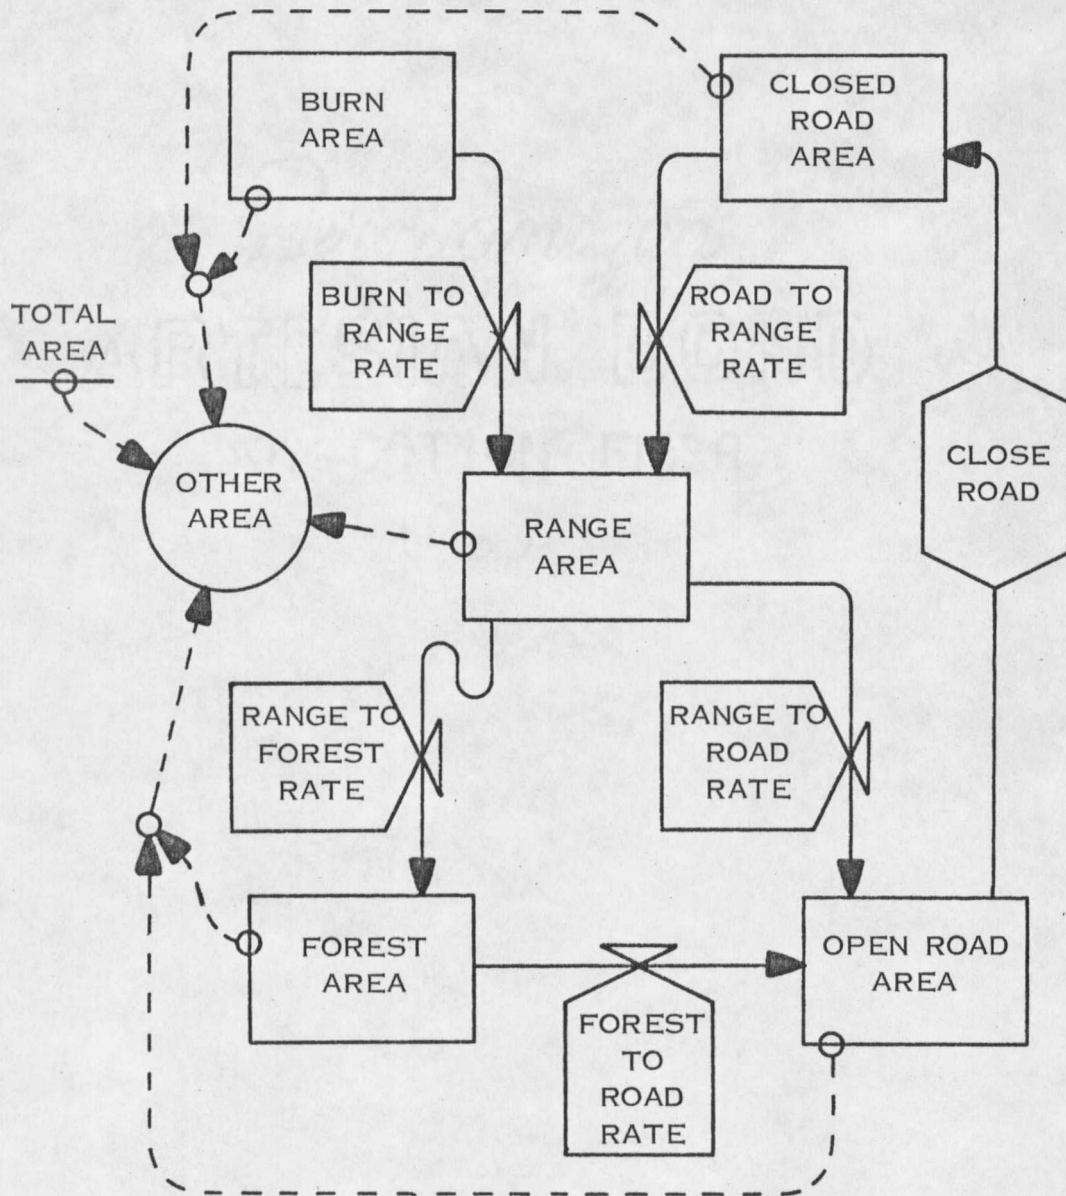 BURN
AREA
CLOSED
ROAD
AREA
TOTAL
AREA
BURN TO
RANGE
RATE
ROAD TO
RANGE
RATE
CLOSE
ROAD
OTHER
AREA
RANGE
AREA
RANGE TO
FOREST
RATE
RANGE TO
ROAD
RATE
FOREST
AREA
OPEN ROAD
AREA
FOREST
TO
ROAD
RATE